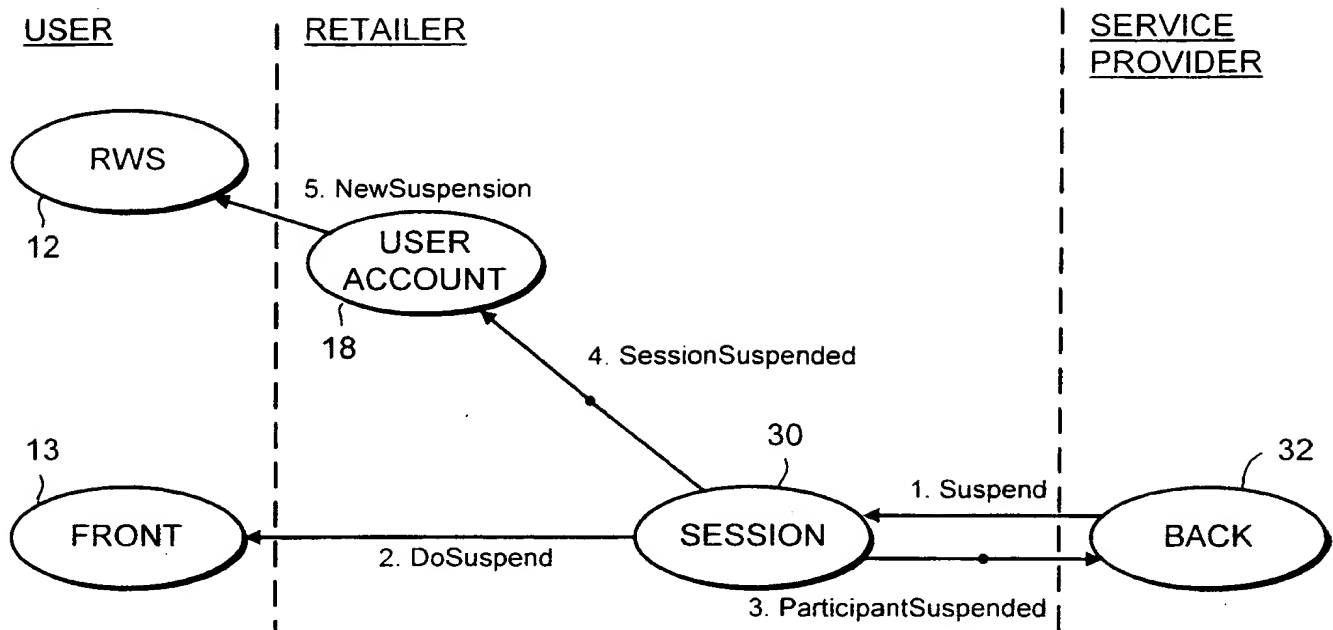 USER
RETAILER
SERVICE
PROVIDER
RWS
12
5. NewSuspension
USER
ACCOUNT
18
4. SessionSuspended
13
FRONT
2. DoSuspend
30
SESSION
1. Suspend
3. ParticipantSuspended
32
BACK